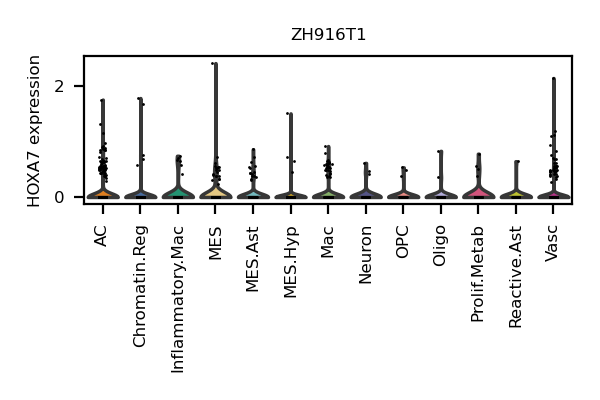 ZH916T1
HOXA7 expression
2
0
AC
Chromatin.Reg
Inflammatory.Mac
MES
MES.Ast
MES.Hyp
Mac
Neuron
OPC
Oligo
Prolif.Metab
Reactive.Ast
Vasc